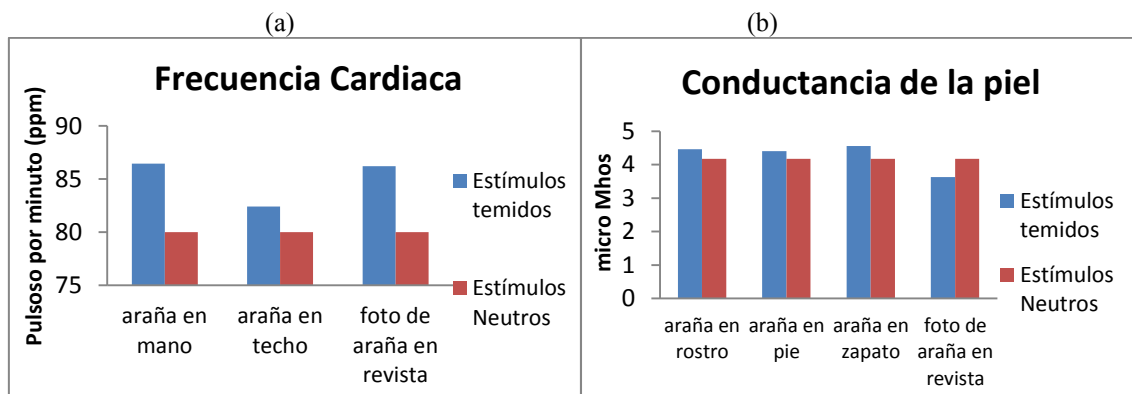 (a)
(b)
Frecuencia Cardiaca
Pulsoso por minuto (ppm)
90
85
80
75
araña en
mano
araña en
techo
foto de
araña en
revista
Estímulos
temidos
Estímulos
Neutros
Conductancia de la piel
micro Mhos
5
4
3
2
1
0
araña en
rostro
araña en
pie
araña en
zapato
foto de
araña en
revista
Estímulos
temidos
Estímulos
Neutros